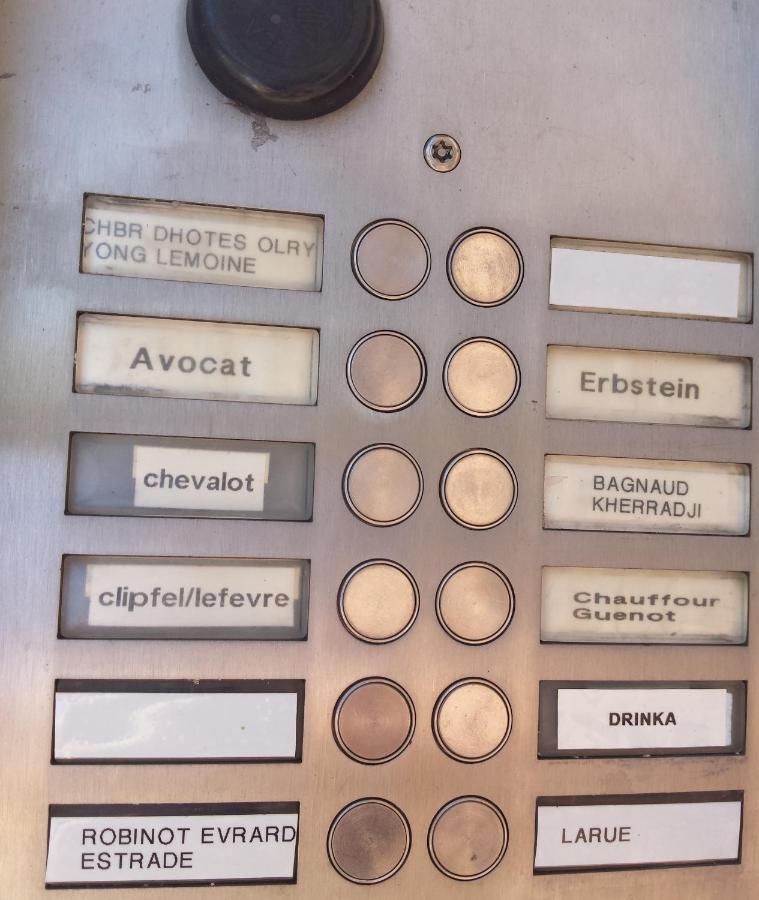 CHBR DHOTES OLRY
YONG LEMOINE
Avocat
Erbstein
chevalot
BAGNAUD
KHERRADJI
clipfel/lefevre
Chauffour
Guenot
DRINKA
ROBINOT EVRARD
ESTRADE
LARUE